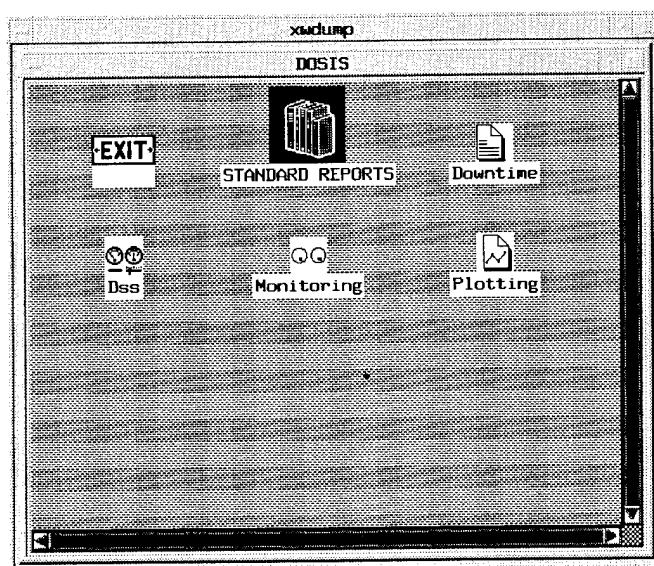 xwdump
DOSIS
EXIT
STANDARD REPORTS
Downtime
Dss
Monitoring
Plotting